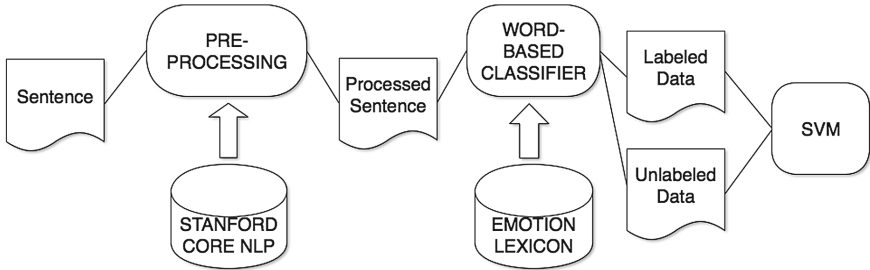 Sentence
PRE-
PROCESSING
STANFORD
CORE NLP
Processed
Sentence
WORD-
BASED
CLASSIFIER
EMOTION
LEXICON
Labeled
Data
Unlabeled
Data
SVM